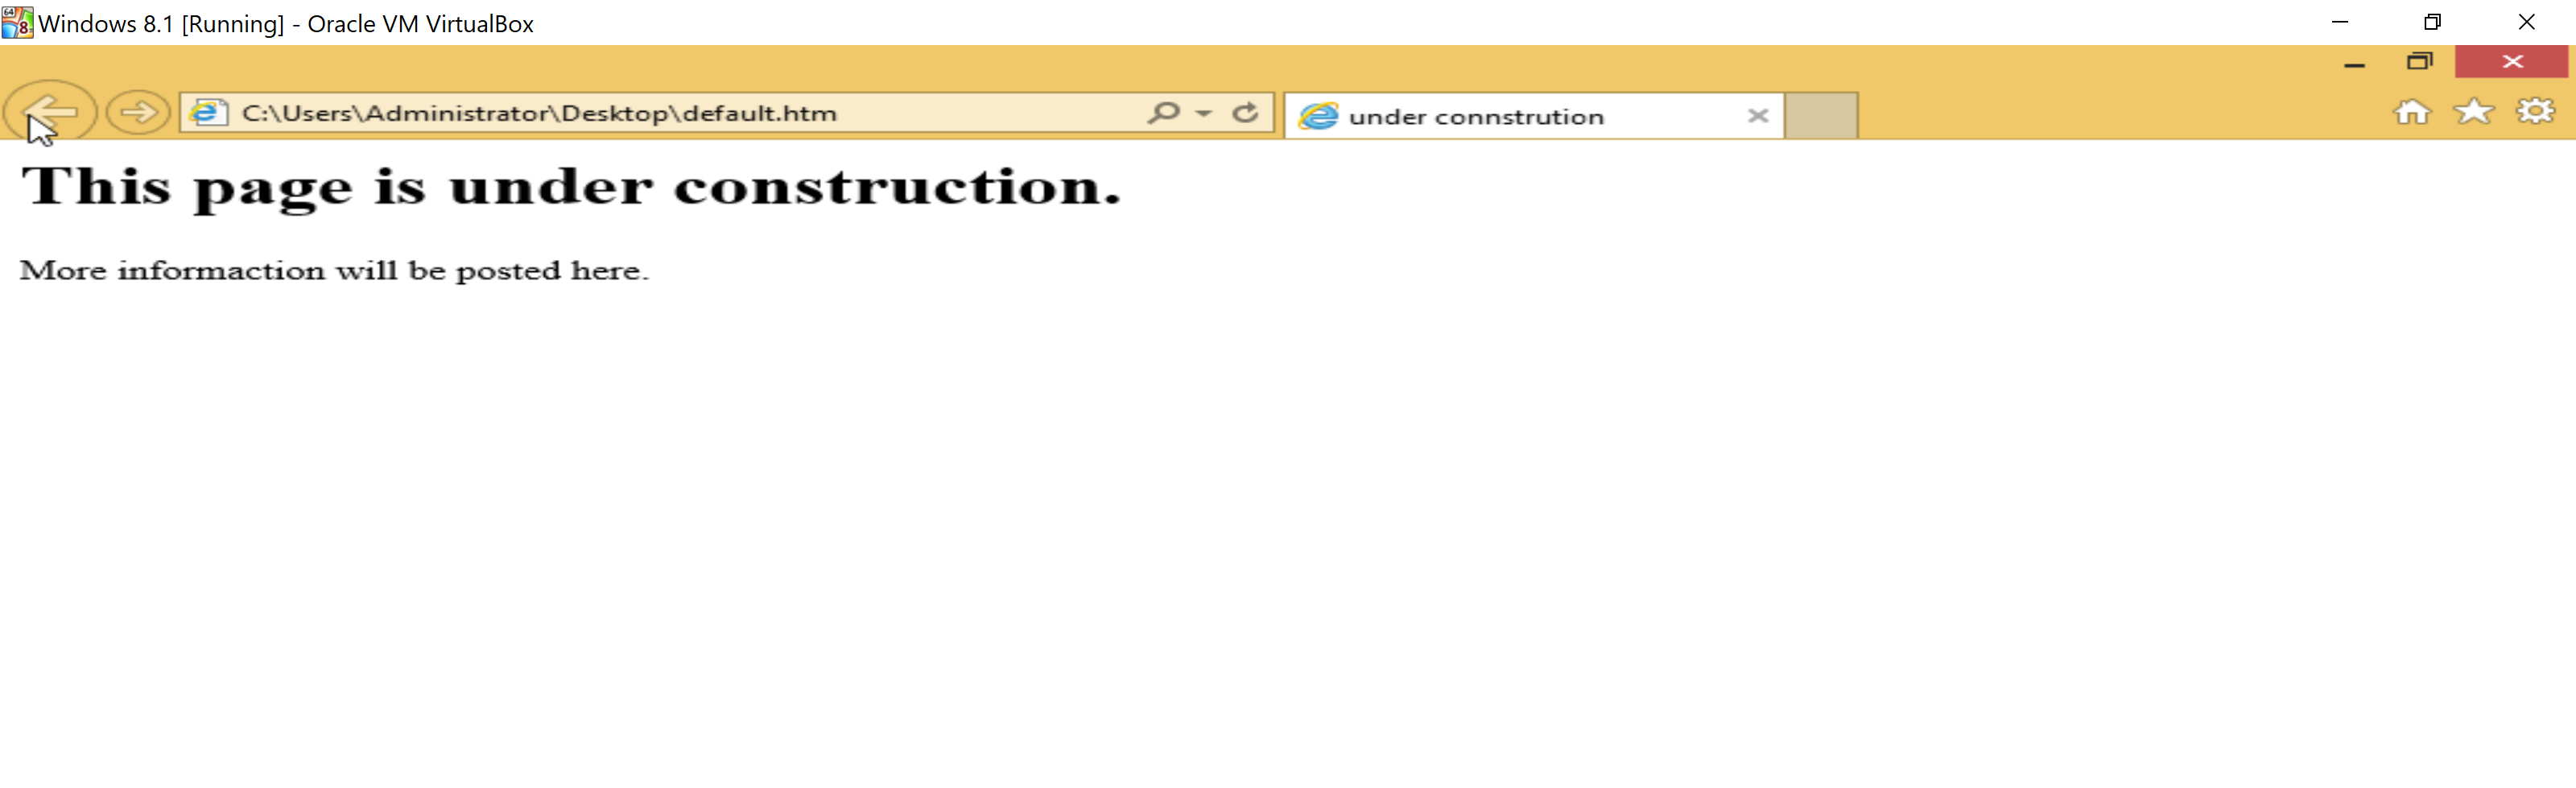 Windows 8.1 [Running] - Oracle VM VirtualBox
C:\Users\Administrator\Desktop\default.htm
under connstrution
This page is under construction.
More informaction will be posted here.